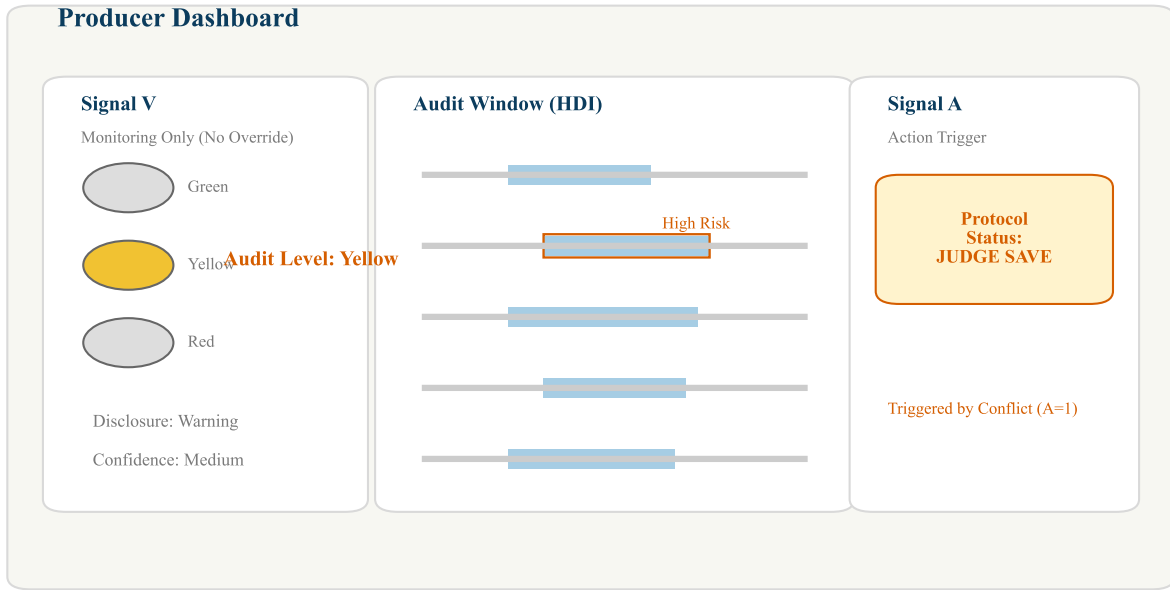 Producer Dashboard
Signal V
Monitoring Only (No Override)
Green
Yellow
Audit Level: Yellow
Red
Disclosure: Warning
Confidence: Medium
Audit Window (HDI)
High Risk
Signal A
Action Trigger
Protocol
Status:
JUDGE SAVE
Triggered by Conflict (A=1)